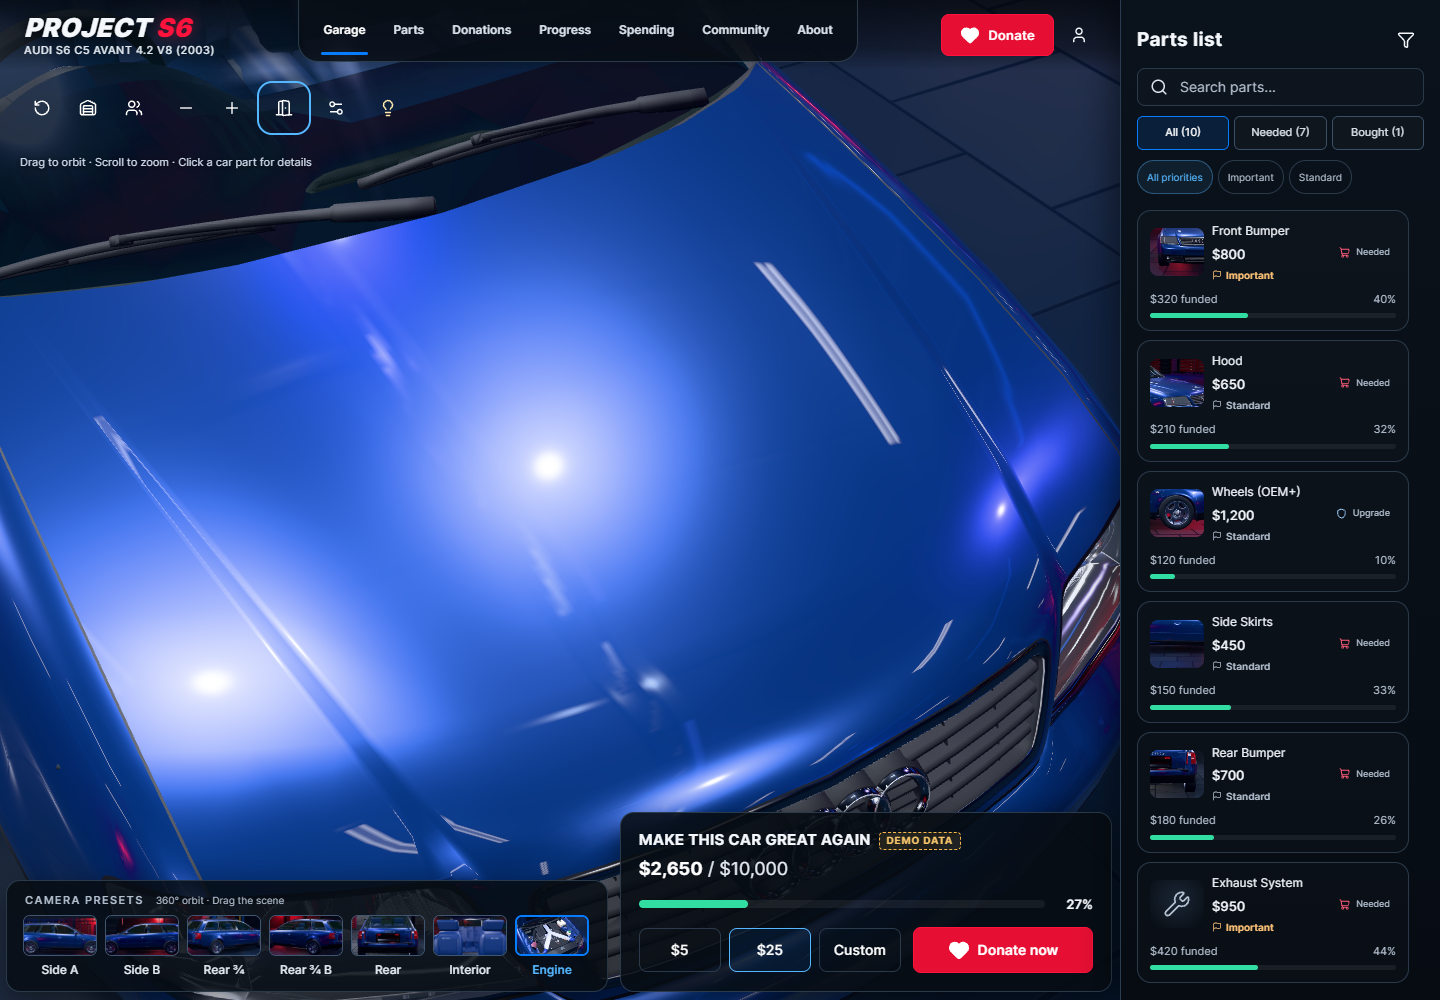 PROJECT S6
AUDI S6 C5 AVANT 4.2 V8 (2003)
Garage
Parts
Donations
Progress
Spending
Community
About
Donate
Drag to orbit · Scroll to zoom · Click a car part for details
Parts list
Search parts...
All (10)
Needed (7)
Bought (1)
All priorities
Important
Standard
Front Bumper
$800
Needed
Important
$320 funded
40%
Hood
$650
Needed
Standard
$210 funded
32%
Wheels (OEM+)
$1,200
Upgrade
Standard
$120 funded
10%
Side Skirts
$450
Needed
Standard
$150 funded
33%
Rear Bumper
$700
Needed
Standard
$180 funded
26%
Exhaust System
$950
Needed
Important
$420 funded
44%
CAMERA PRESETS
360° orbit · Drag the scene
Side A
Side B
Rear ¾
Rear ¾ B
Rear
Interior
Engine
MAKE THIS CAR GREAT AGAIN
DEMO DATA
$2,650 / $10,000
27%
$5
$25
Custom
Donate now